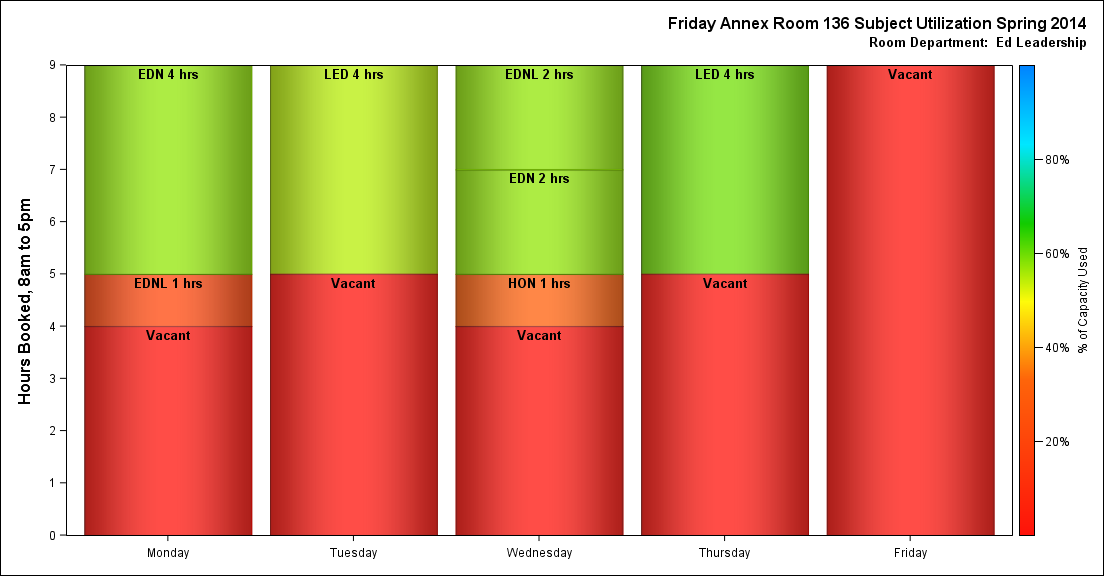 Friday Annex Room 136 Subject Utilization Spring 2014
Room Department:  Ed Leadership
Hours Booked, 8am to 5pm
9
8
7
6
5
4
3
2
1
0
EDN 4 hrs
EDNL 1 hrs
Vacant
LED 4 hrs
Vacant
EDNL 2 hrs
EDN 2 hrs
HON 1 hrs
Vacant
LED 4 hrs
Vacant
Vacant
Monday
Tuesday
Wednesday
Thursday
Friday
80%
60%
40%
20%
% of Capacity Used